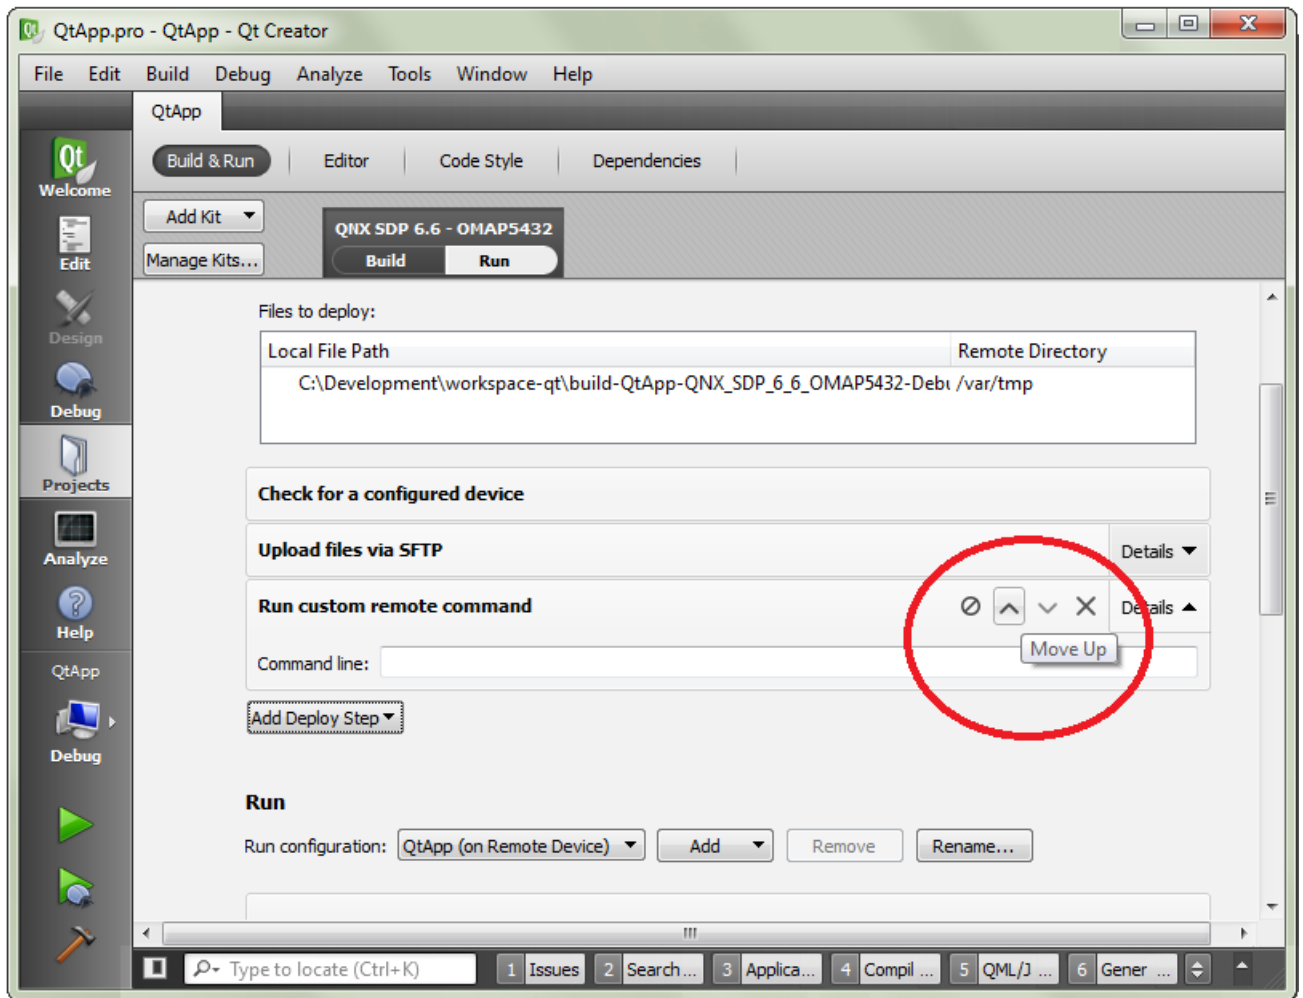 QtApp.pro - QtApp - Qt Creator
File Edit Build Debug Analyze Tools Window Help
QtApp
Build & Run Editor Code Style Dependencies
Qt
Welcome
Edit
Design
Debug
Projects
Analyze
Help
QtApp
Debug
Add Kit
Manage Kits...
QNX SDP 6.6 - OMAP5432
Build Run
Files to deploy:
Local File Path Remote Directory
C:\Development\workspace-qt\build-QtApp-QNX_SDP_6_6_OMAP5432-Debu /var/tmp
Check for a configured device
Upload files via SFTP Details
Run custom remote command Details
Move Up
Command line:
Add Deploy Step
Run
Run configuration: QtApp (on Remote Device) Add Remove Rename...
Type to locate (Ctrl+K) 1 Issues 2 Search ... 3 Applica... 4 Compil ... 5 QML/J ... 6 Gener ...